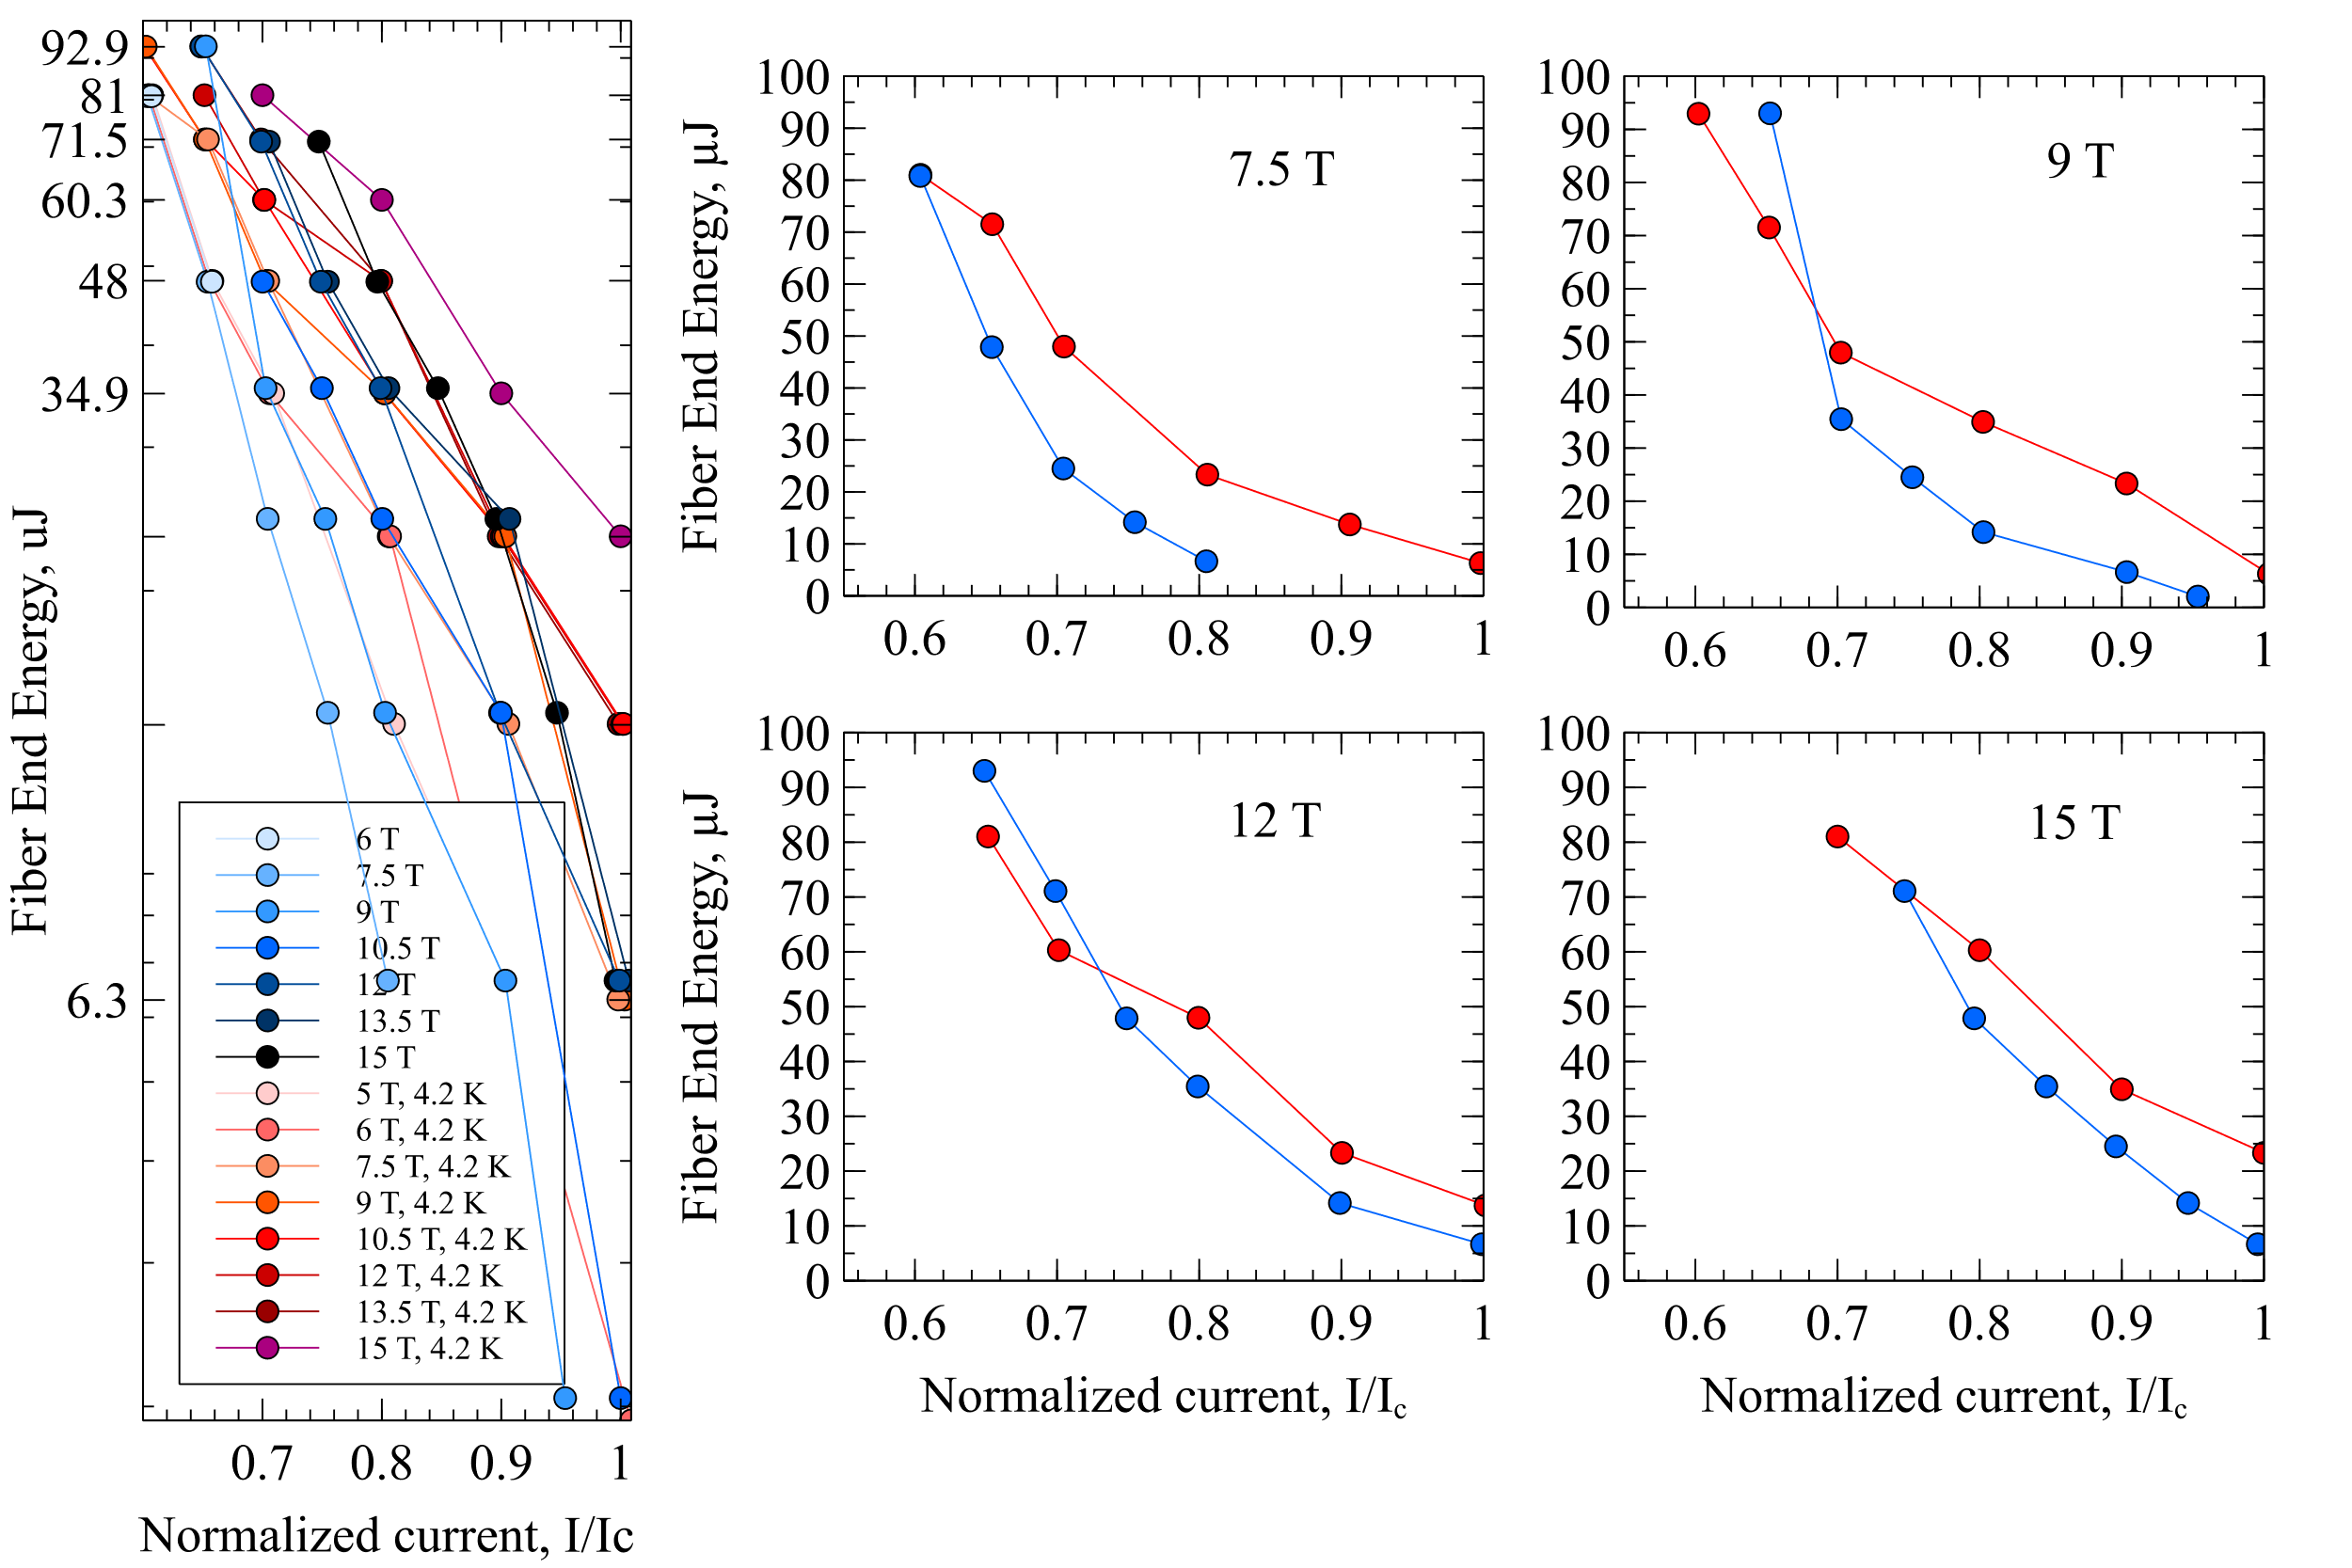 92.9
81
71.5
60.3
48
34.9
6.3
Fiber End Energy, uJ
6 T
7.5 T
9 T
10.5 T
12 T
13.5 T
15 T
5 T, 4.2 K
6 T, 4.2 K
7.5 T, 4.2 K
9 T, 4.2 K
10.5 T, 4.2 K
12 T, 4.2 K
13.5 T, 4.2 K
15 T, 4.2 K
0.7 0.8 0.9 1
Normalized current, I/Ic
Fiber End Energy, µJ
100
90
80
70
60
50
40
30
20
10
0
7.5 T
0.6 0.7 0.8 0.9 1
100
90
80
70
60
50
40
30
20
10
0
9 T
0.6 0.7 0.8 0.9 1
Fiber End Energy, µJ
100
90
80
70
60
50
40
30
20
10
0
12 T
0.6 0.7 0.8 0.9 1
Normalized current, I/Ic
100
90
80
70
60
50
40
30
20
10
0
15 T
0.6 0.7 0.8 0.9 1
Normalized current, I/Ic